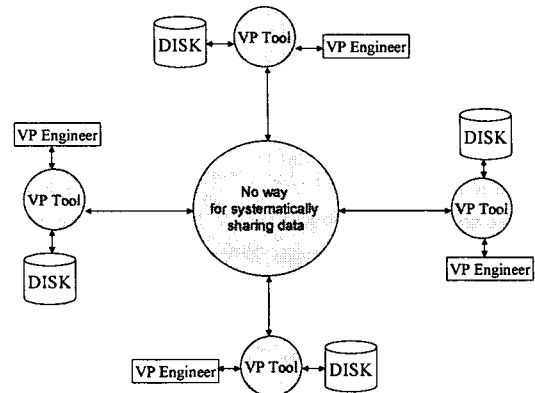 DISK
VP Tool
VP Engineer
VP Engineer
VP Tool
DISK
No way
for systematically
sharing data
DISK
VP Tool
VP Engineer
VP Engineer
VP Tool
DISK